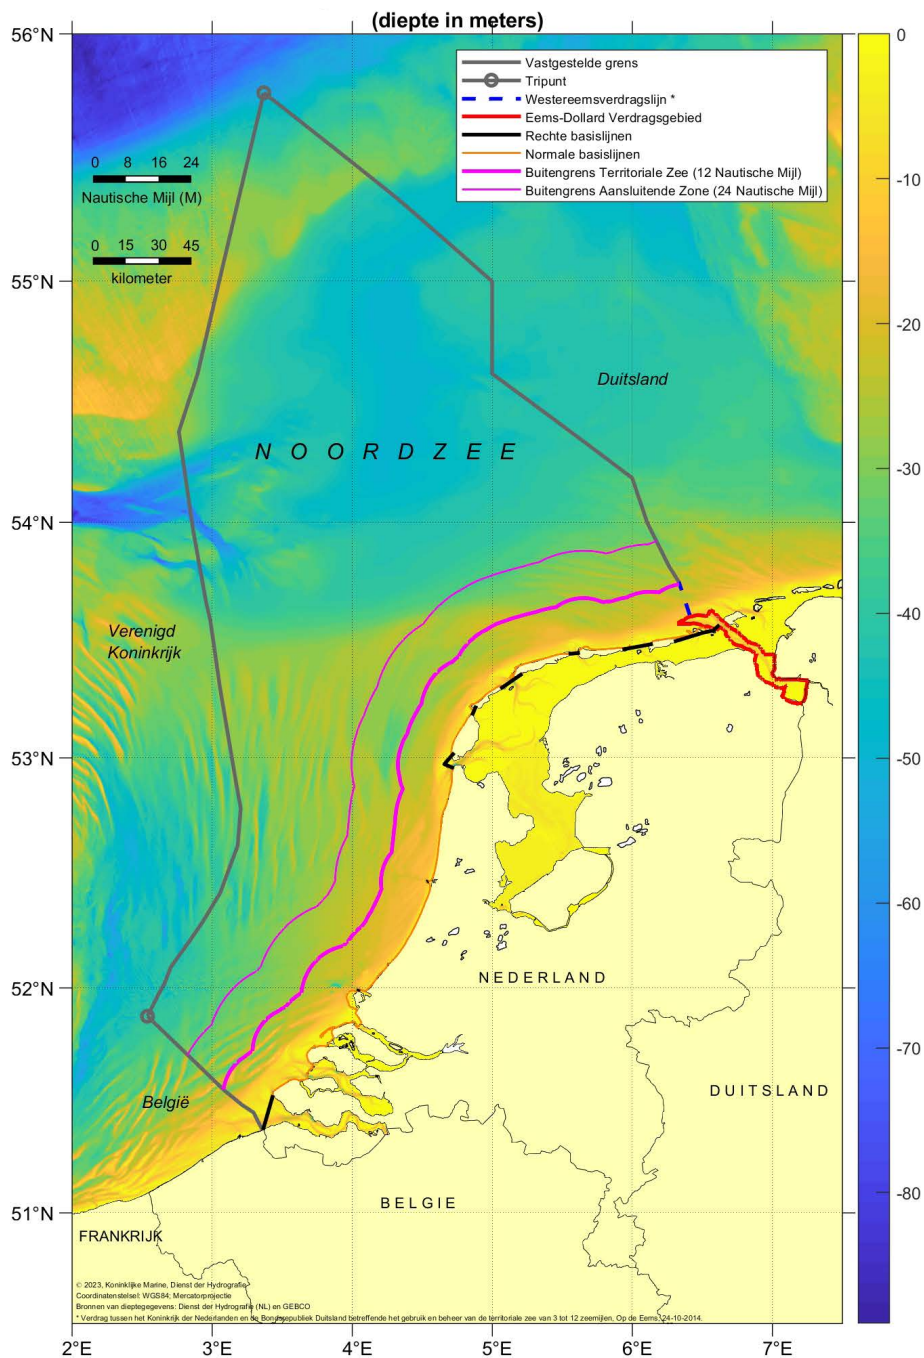 (diepte in meters)
56°N
55°N
54°N
53°N
52°N
51°N
Vastgestelde grens
Tripunt
Westereemsverdragslijn *
Eems-Dollard Verdragsgebied
Rechte basislijnen
Normale basislijnen
Buitengrens Territoriale Zee (12 Nautische Mijl)
Buitengrens Aansluitende Zone (24 Nautische Mijl)
0 8 16 24
Nautische Mijl (M)
0 15 30 45
kilometer
Duitsland
NOORDZEE
Verenigd
Koninkrijk
NEDERLAND
DUITSLAND
België
BELGIE
FRANKRIJK
© 2023, Koninklijke Marine, Dienst der Hydrografie
Coordinatenstelsel: WGS84; Mercatorprojectie
Bronnen van dieptegegevens: Dienst der Hydrografie (NL) en GEBCO
* Verdrag tussen het Koninkrijk der Nederlanden en de Bondsrepubliek Duitsland betreffende het gebruik en beheer van de territoriale zee van 3 tot 12 zeemijlen, Op de Eems, 24-10-2014.
2°E 3°E 4°E 5°E 6°E 7°E
0
-10
-20
-30
-40
-50
-60
-70
-80